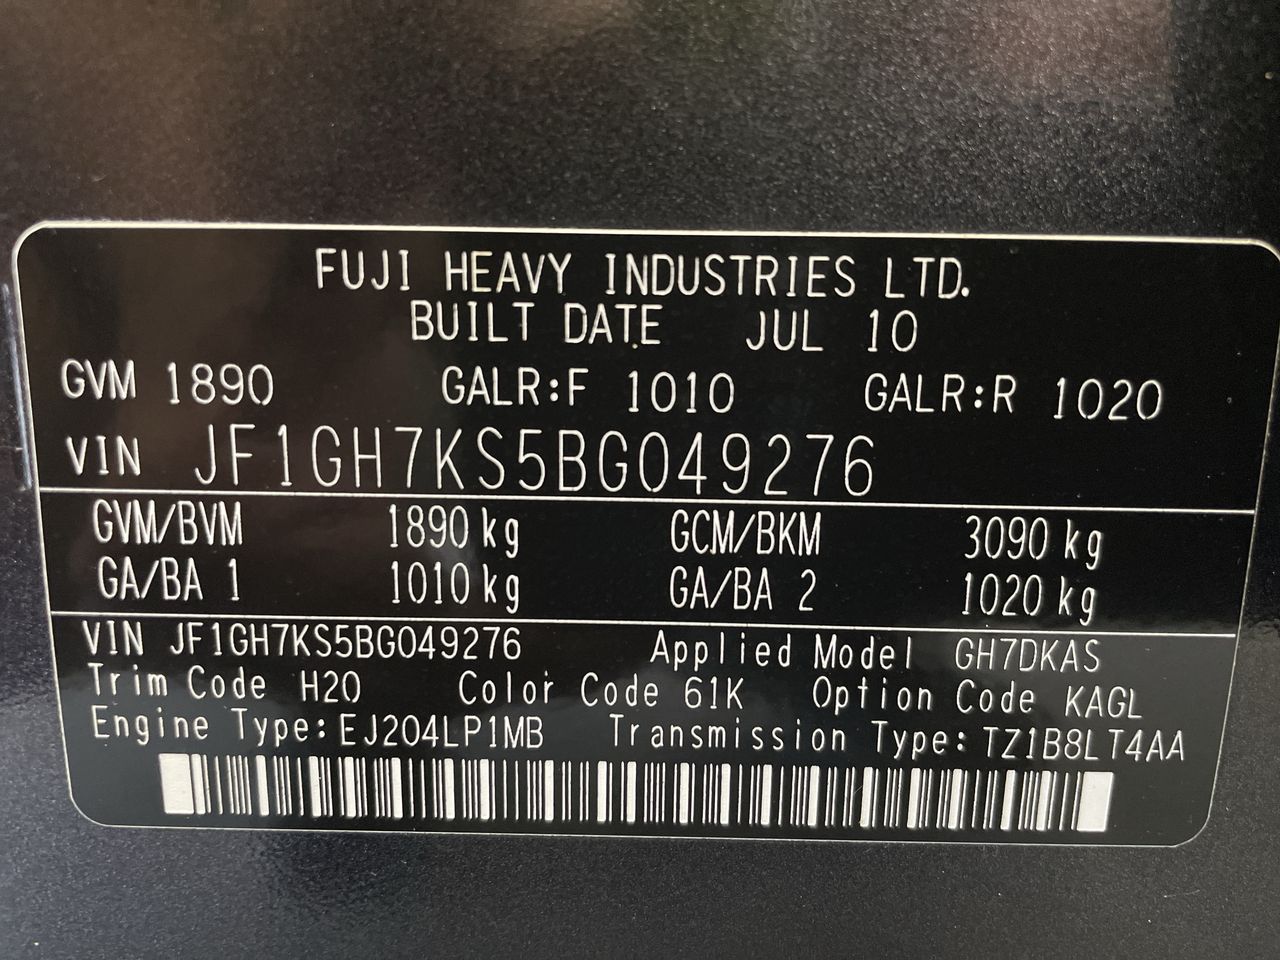 FUJI HEAVY INDUSTRIES LTD.
BUILT DATE JUL 10
GVM 1890 GALR:F 1010 GALR:R 1020
VIN JF1GH7KS5BG049276
GVM/BVM 1890 kg GCM/BKM 3090 kg
GA/BA 1 1010 kg GA/BA 2 1020 kg
VIN JF1GH7KS5BG049276 Applied Model GH7DKAS
Trim Code H20 Color Code 61K Option Code KAGL
Engine Type: EJ204LP1MB Transmission Type: TZ1B8LT4AA